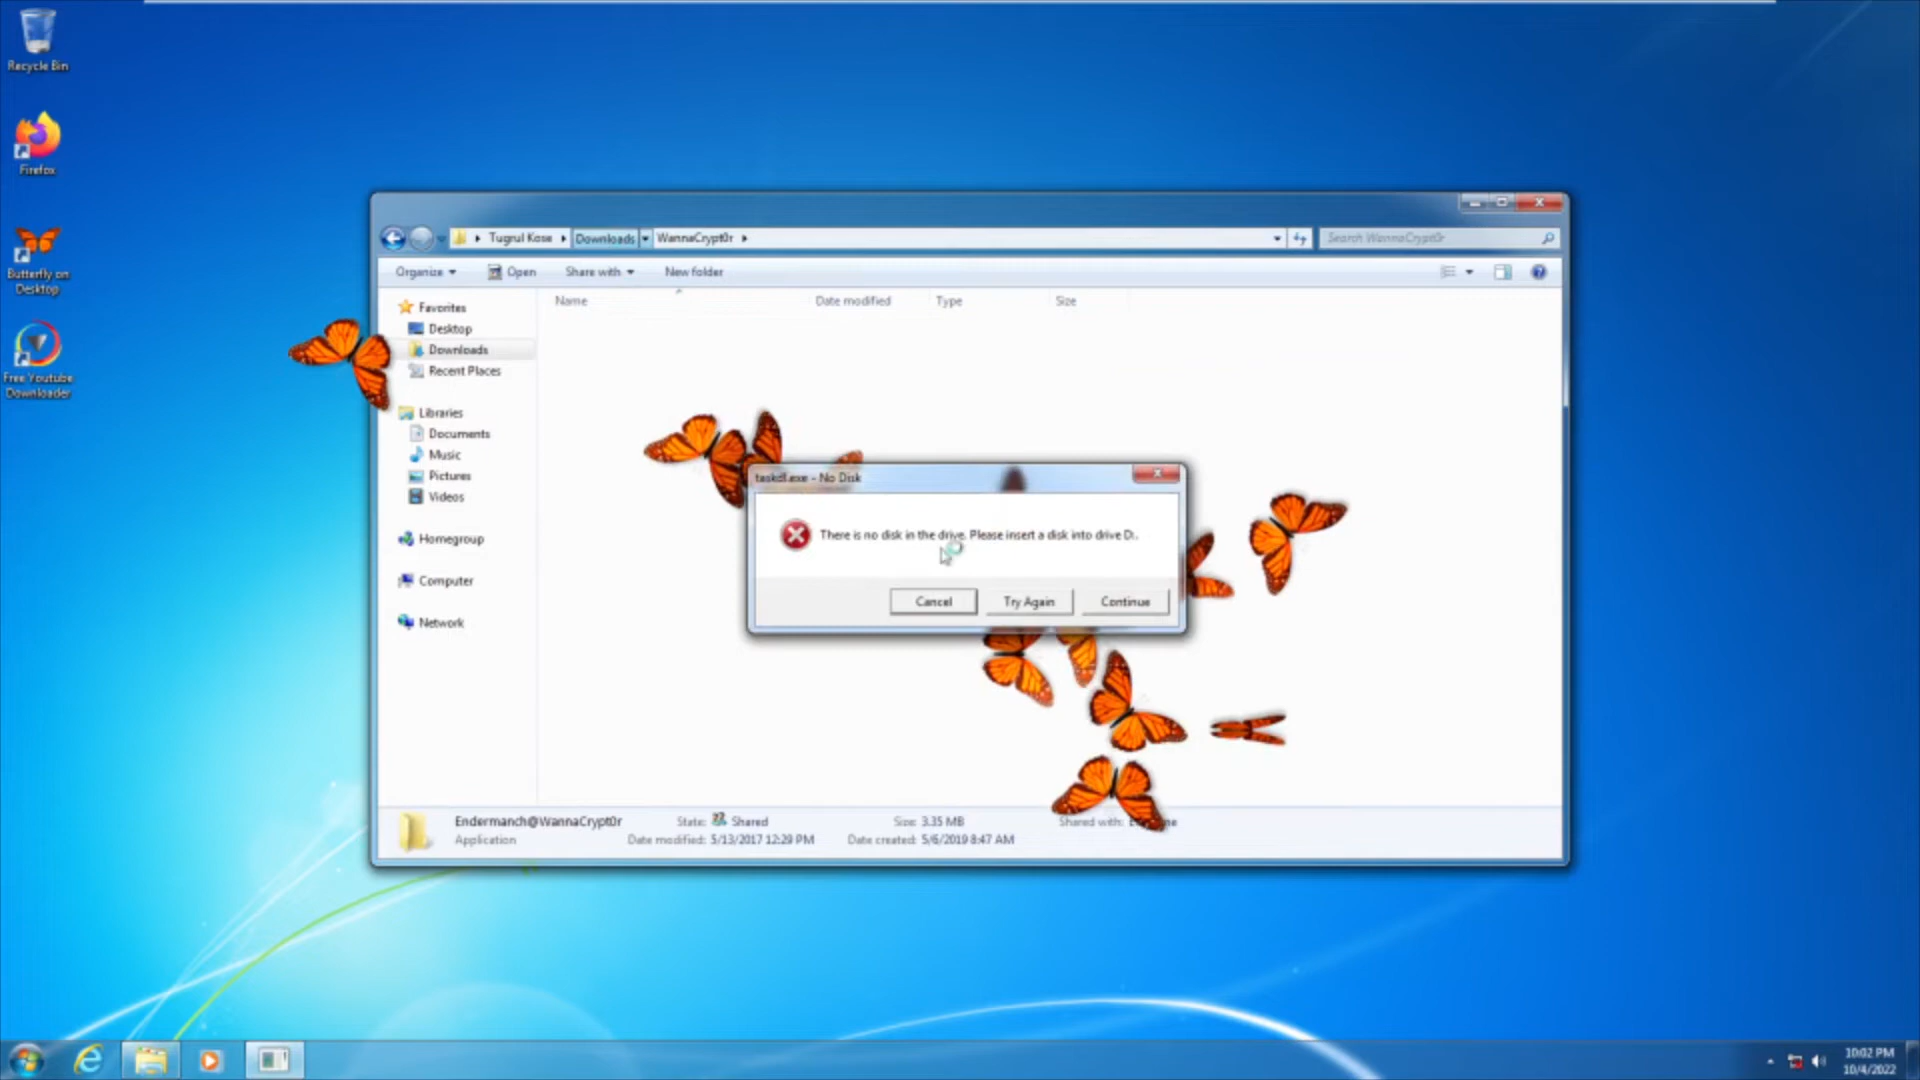 Recycle Bin
Firefox
Butterfly on
Desktop
Free Youtube
Downloader
Tugrul Kose
Downloads
WannaCrypt0r
Search WannaCrypt0r
Organize
Open
Share with
New folder
Name
Date modified
Type
Size
Favorites
Desktop
Downloads
Recent Places
Libraries
Documents
Music
Pictures
Videos
Homegroup
Computer
Network
taskdl.exe - No Disk
There is no disk in the drive. Please insert a disk into drive D:.
Cancel
Try Again
Continue
Endermanch@WannaCrypt0r
State: Shared
Size: 3.35 MB
Shared with:
Application
Date modified: 5/13/2017 12:29 PM
Date created: 5/6/2019 8:47 AM
10:02 PM
10/4/2022